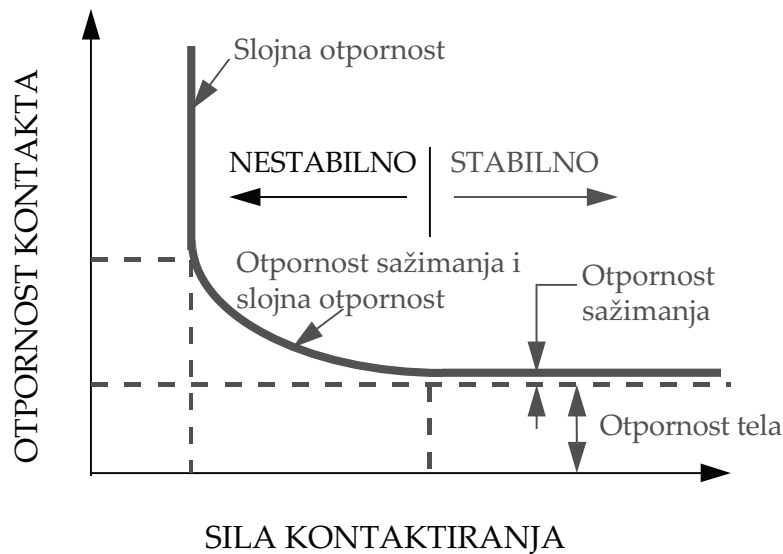 Slojna otpornost
OTPORNOST KONTAKTA
NESTABILNO
STABILNO
Otpornost sažimanja i
slojna otpornost
Otpornost
sažimanja
Otpornost tela
SILA KONTAKTIRANJA